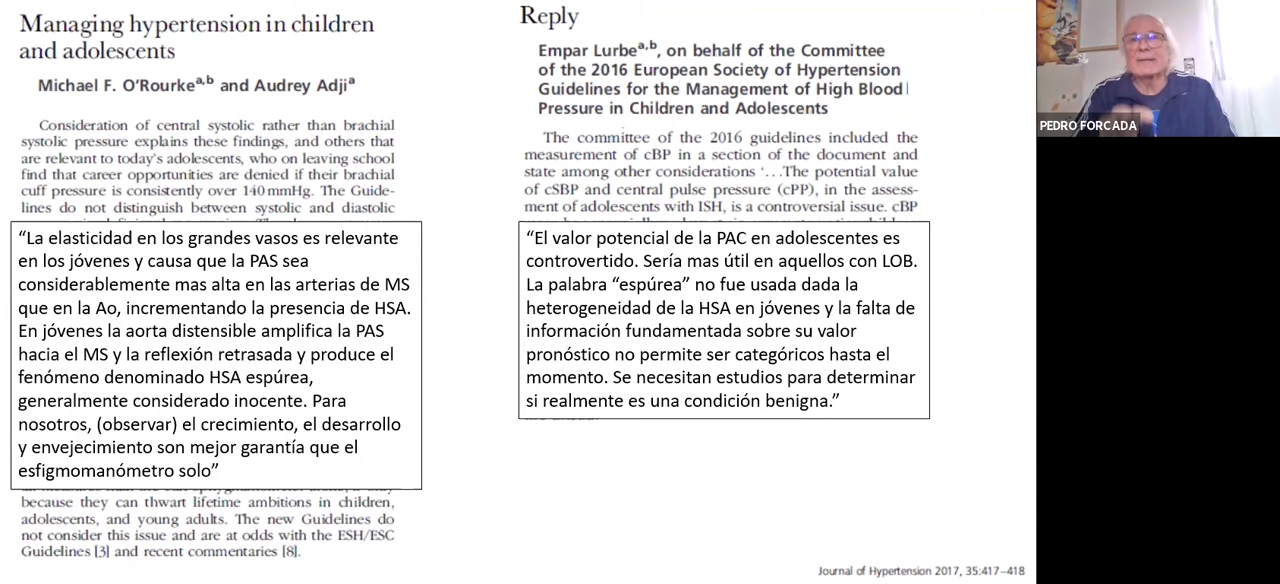 Managing hypertension in children
and adolescents
Michael F. O'Rourke a,b and Audrey Adji a
Consideration of central systolic rather than brachial
systolic pressure explains these findings, and others that
are relevant to today's adolescents, who on leaving school
find that career opportunities are denied if their brachial
cuff pressure is consistently over 140 mmHg. The Guide-
lines do not distinguish between systolic and diastolic
“La elasticidad en los grandes vasos es relevante
en los jóvenes y causa que la PAS sea
considerablemente mas alta en las arterias de MS
que en la Ao, incrementando la presencia de HSA.
En jóvenes la aorta distensible amplifica la PAS
hacia el MS y la reflexión retrasada y produce el
fenómeno denominado HSA espúrea,
generalmente considerado inocente. Para
nosotros, (observar) el crecimiento, el desarrollo
y envejecimiento son mejor garantía que el
esfigmomanómetro solo”
because they can thwart lifetime ambitions in children,
adolescents, and young adults. The new Guidelines do
not consider this issue and are at odds with the ESH/ESC
Guidelines [3] and recent commentaries [8].
Reply
Empar Lurbe a,b, on behalf of the Committee
of the 2016 European Society of Hypertension
Guidelines for the Management of High Blood
Pressure in Children and Adolescents
The committee of the 2016 guidelines included the
measurement of cBP in a section of the document and
state among other considerations ‘...The potential value
of cSBP and central pulse pressure (cPP), in the assess-
ment of adolescents with ISH, is a controversial issue. cBP
“El valor potencial de la PAC en adolescentes es
controvertido. Sería mas útil en aquellos con LOB.
La palabra “espúrea” no fue usada dada la
heterogeneidad de la HSA en jóvenes y la falta de
información fundamentada sobre su valor
pronóstico no permite ser categóricos hasta el
momento. Se necesitan estudios para determinar
si realmente es una condición benigna.”
Journal of Hypertension 2017, 35:417–418
PEDRO FORCADA